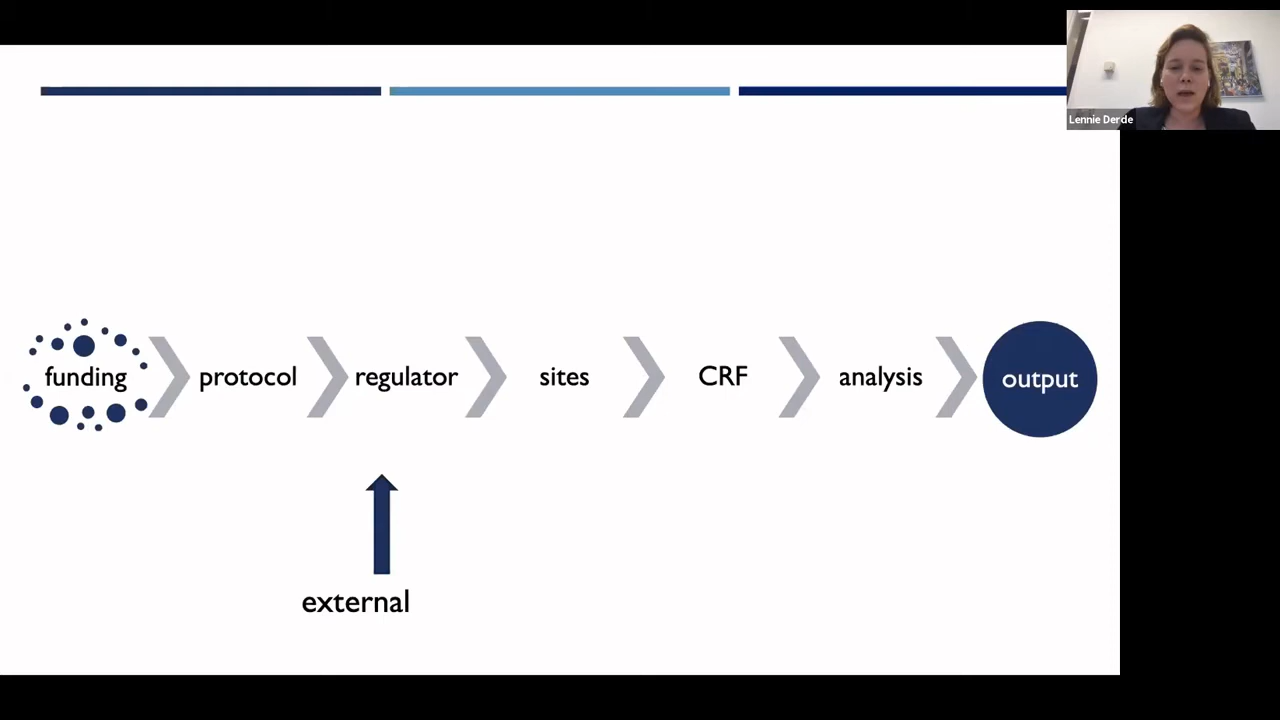 Lennie Derde
funding
protocol
regulator
sites
CRF
analysis
output
external